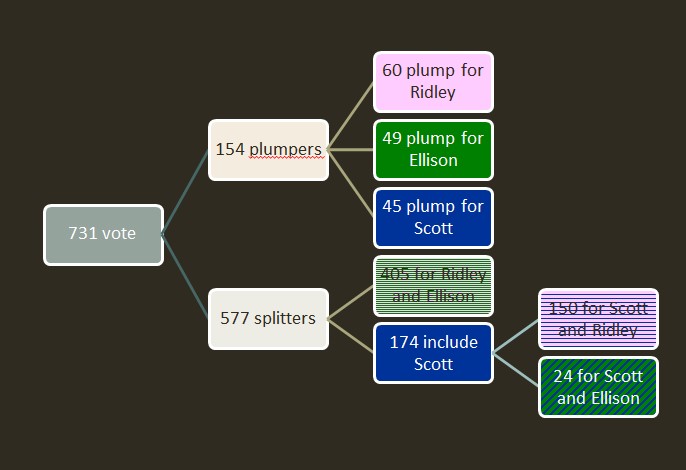 731 vote
154 plumpers
60 plump for
Ridley
49 plump for
Ellison
45 plump for
Scott
577 splitters
405 for Ridley
and Ellison
174 include
Scott
150 for Scott
and Ridley
24 for Scott
and Ellison